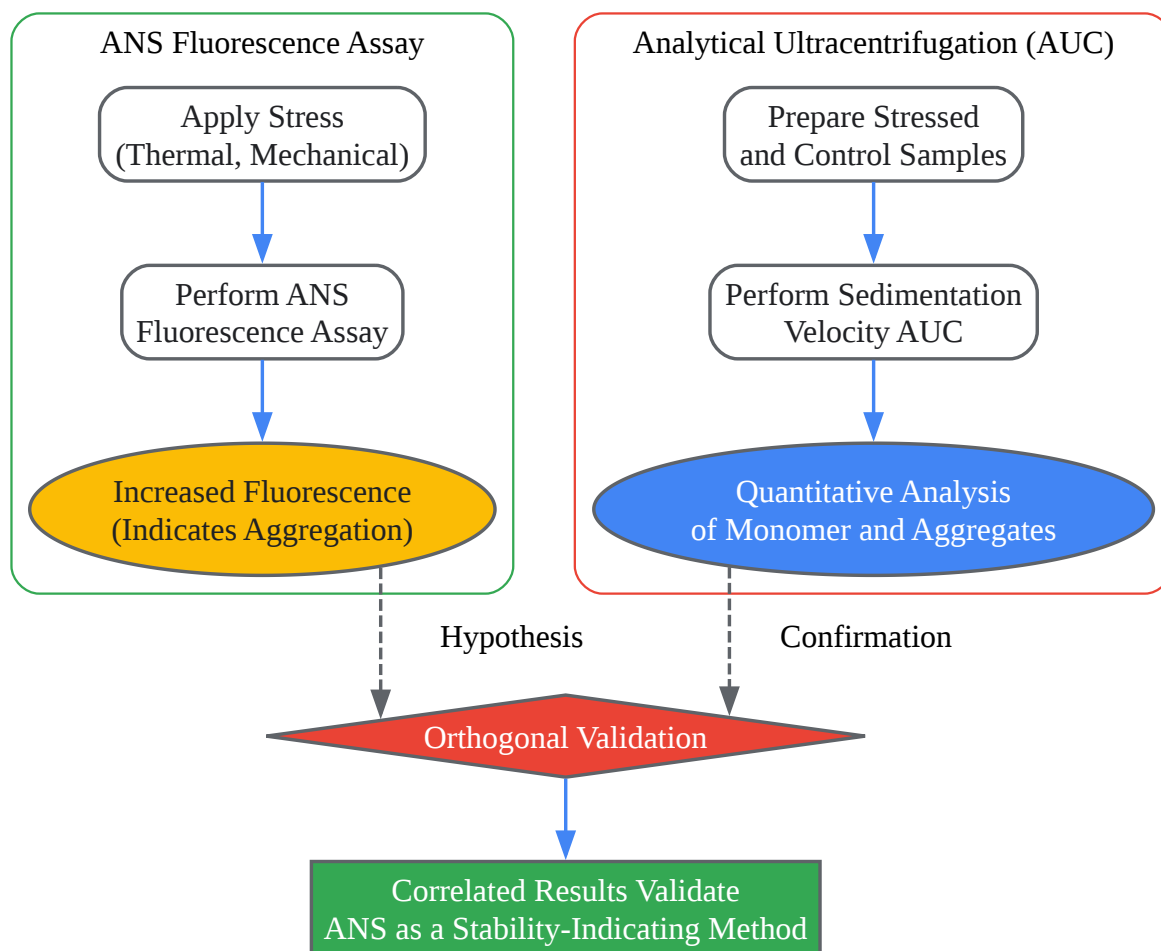 ANS Fluorescence Assay
Apply Stress
(Thermal, Mechanical)
Perform ANS
Fluorescence Assay
Increased Fluorescence
(Indicates Aggregation)
Analytical Ultracentrifugation (AUC)
Prepare Stressed
and Control Samples
Perform Sedimentation
Velocity AUC
Quantitative Analysis
of Monomer and Aggregates
Hypothesis
Confirmation
Orthogonal Validation
Correlated Results Validate
ANS as a Stability-Indicating Method